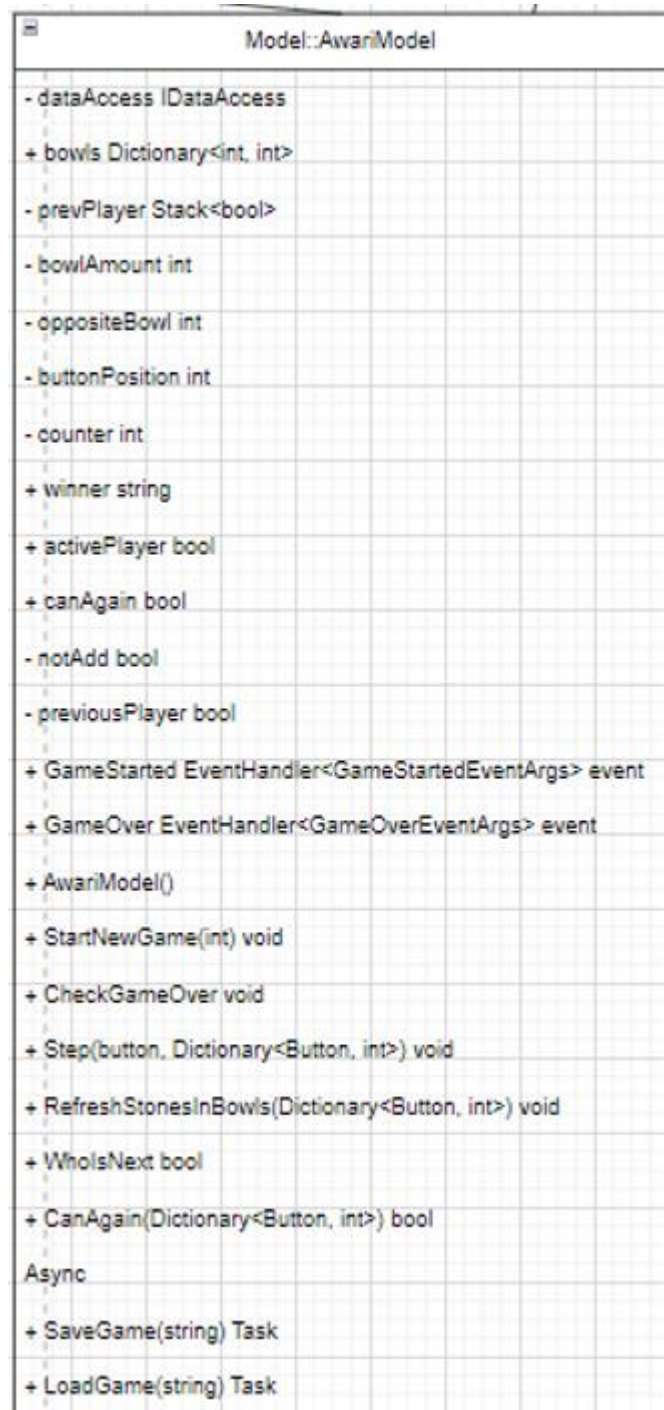 Model::AwariModel
- dataAccess IDataAccess
+ bowls Dictionary<int, int>
- prevPlayer Stack<bool>
- bowlAmount int
- oppositeBowl int
- buttonPosition int
- counter int
+ winner string
+ activePlayer bool
+ canAgain bool
- notAdd bool
- previousPlayer bool
+ GameStarted EventHandler<GameStartedEventArgs> event
+ GameOver EventHandler<GameOverEventArgs> event
+ AwariModel()
+ StartNewGame(int) void
+ CheckGameOver void
+ Step(button, Dictionary<Button, int>) void
+ RefreshStonesInBowls(Dictionary<Button, int>) void
+ WhoIsNext bool
+ CanAgain(Dictionary<Button, int>) bool
Async
+ SaveGame(string) Task
+ LoadGame(string) Task